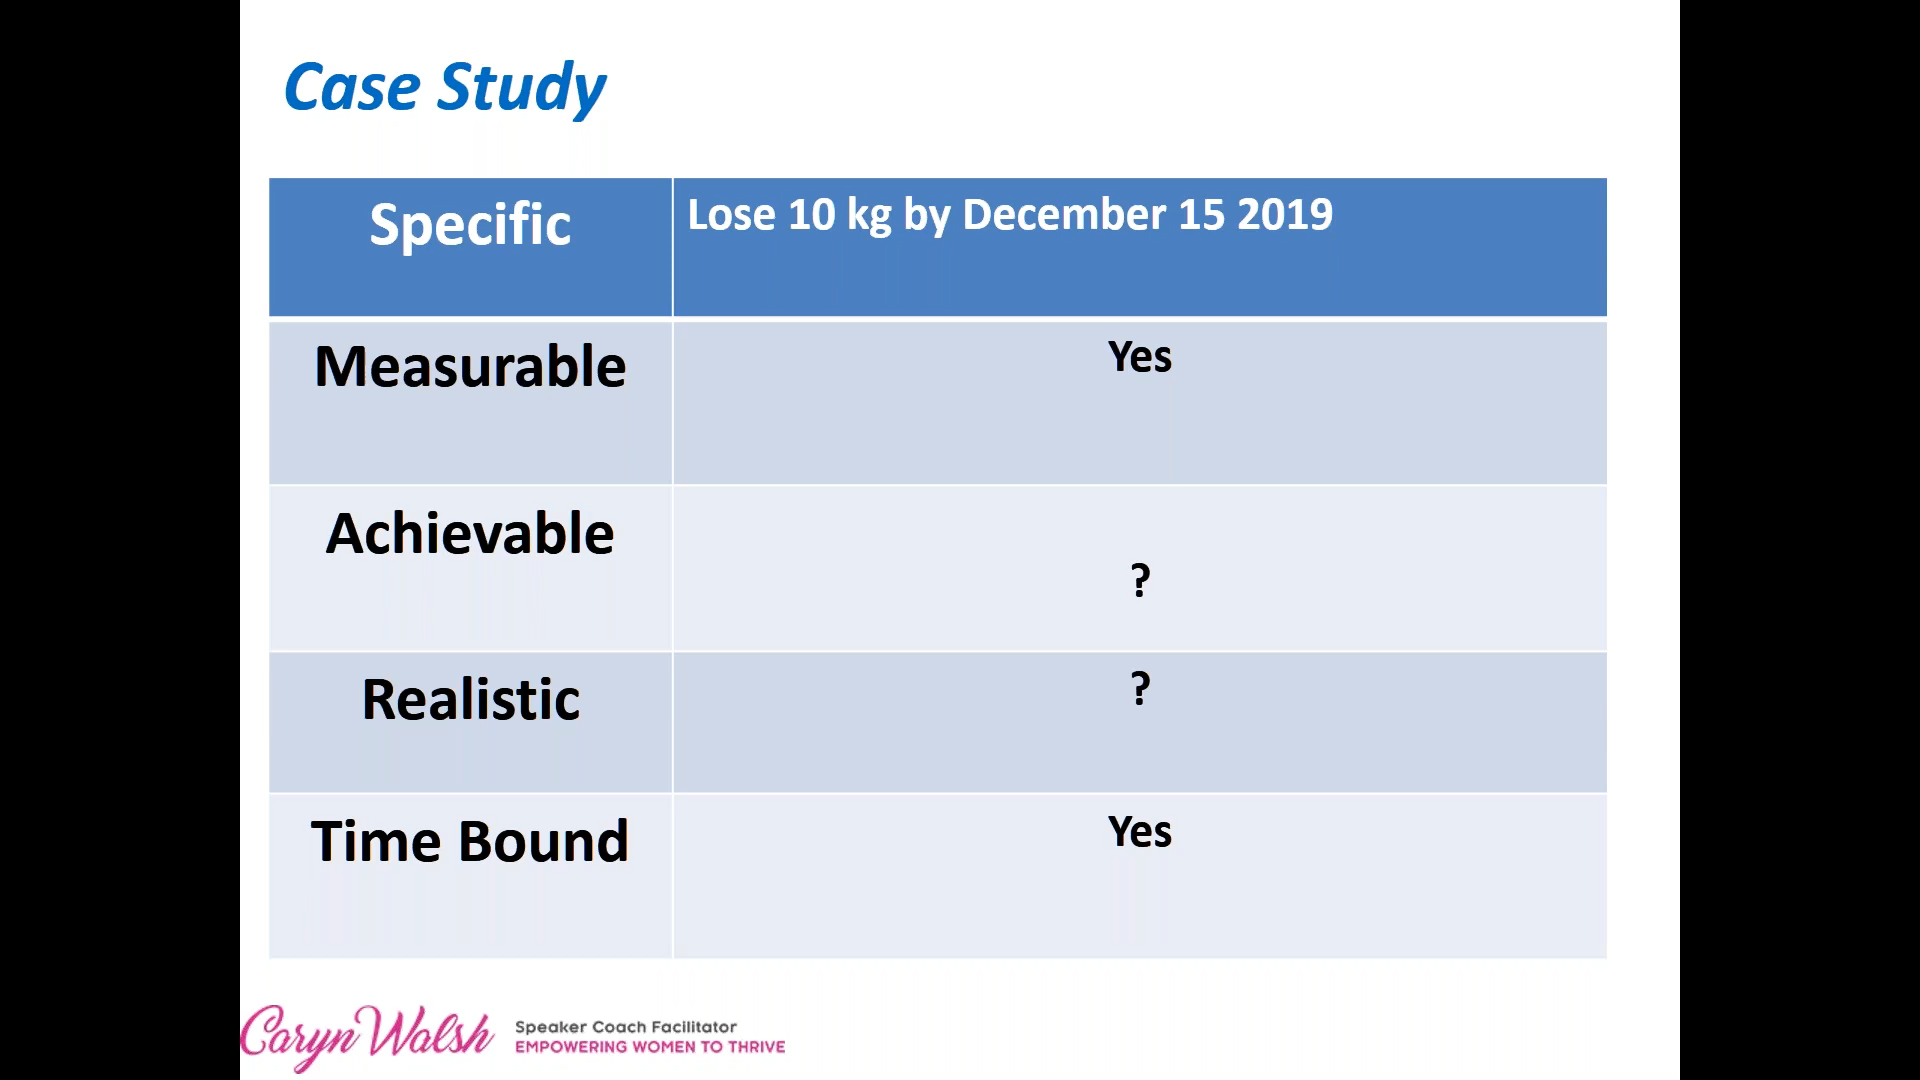 Case Study
Specific
Lose 10 kg by December 15 2019
Measurable
Yes
Achievable
?
Realistic
?
Time Bound
Yes
Caryn Walsh
Speaker Coach Facilitator
EMPOWERING WOMEN TO THRIVE